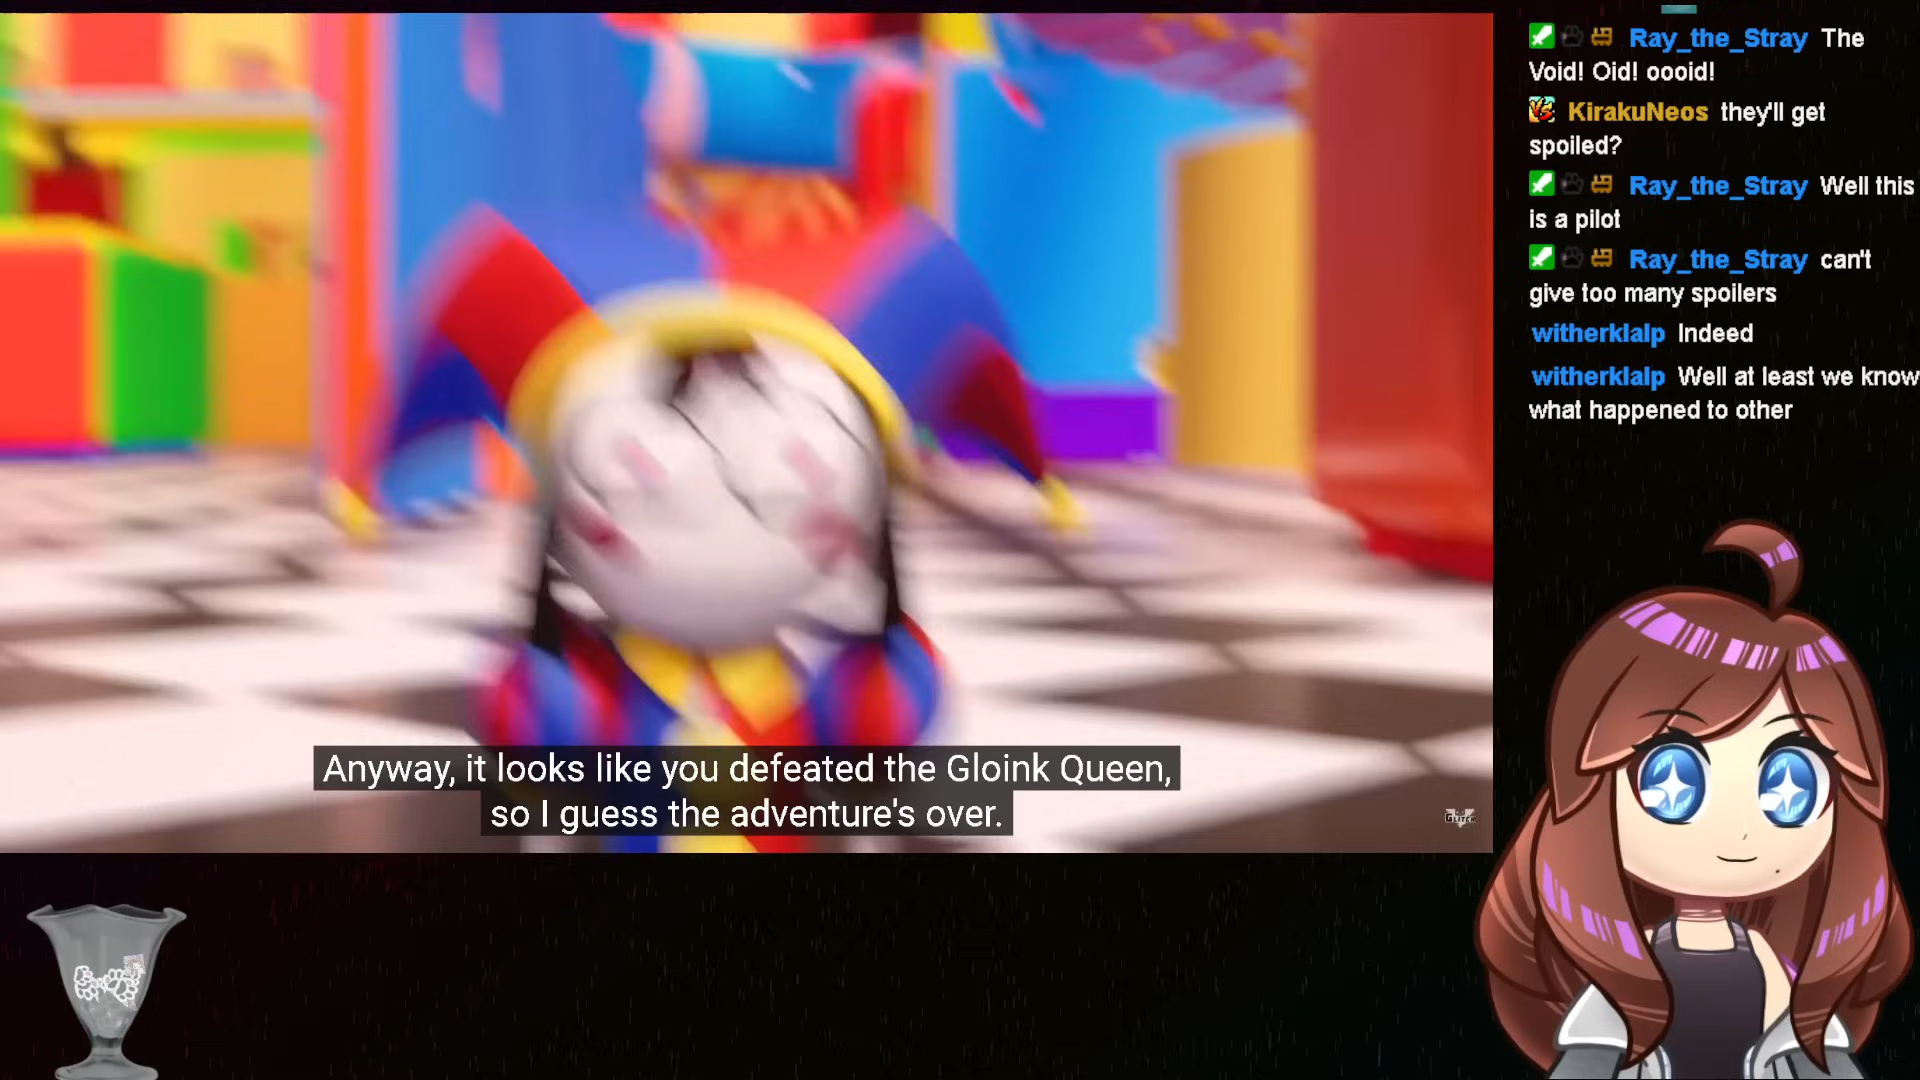 Ray_the_Stray The
Void! Oid! oooid!
KirakuNeos they'll get
spoiled?
Ray_the_Stray Well this
is a pilot
Ray_the_Stray can't
give too many spoilers
witherklalp Indeed
witherklalp Well at least we know
what happened to other
Anyway, it looks like you defeated the Gloink Queen,
so I guess the adventure's over.
GLITCH